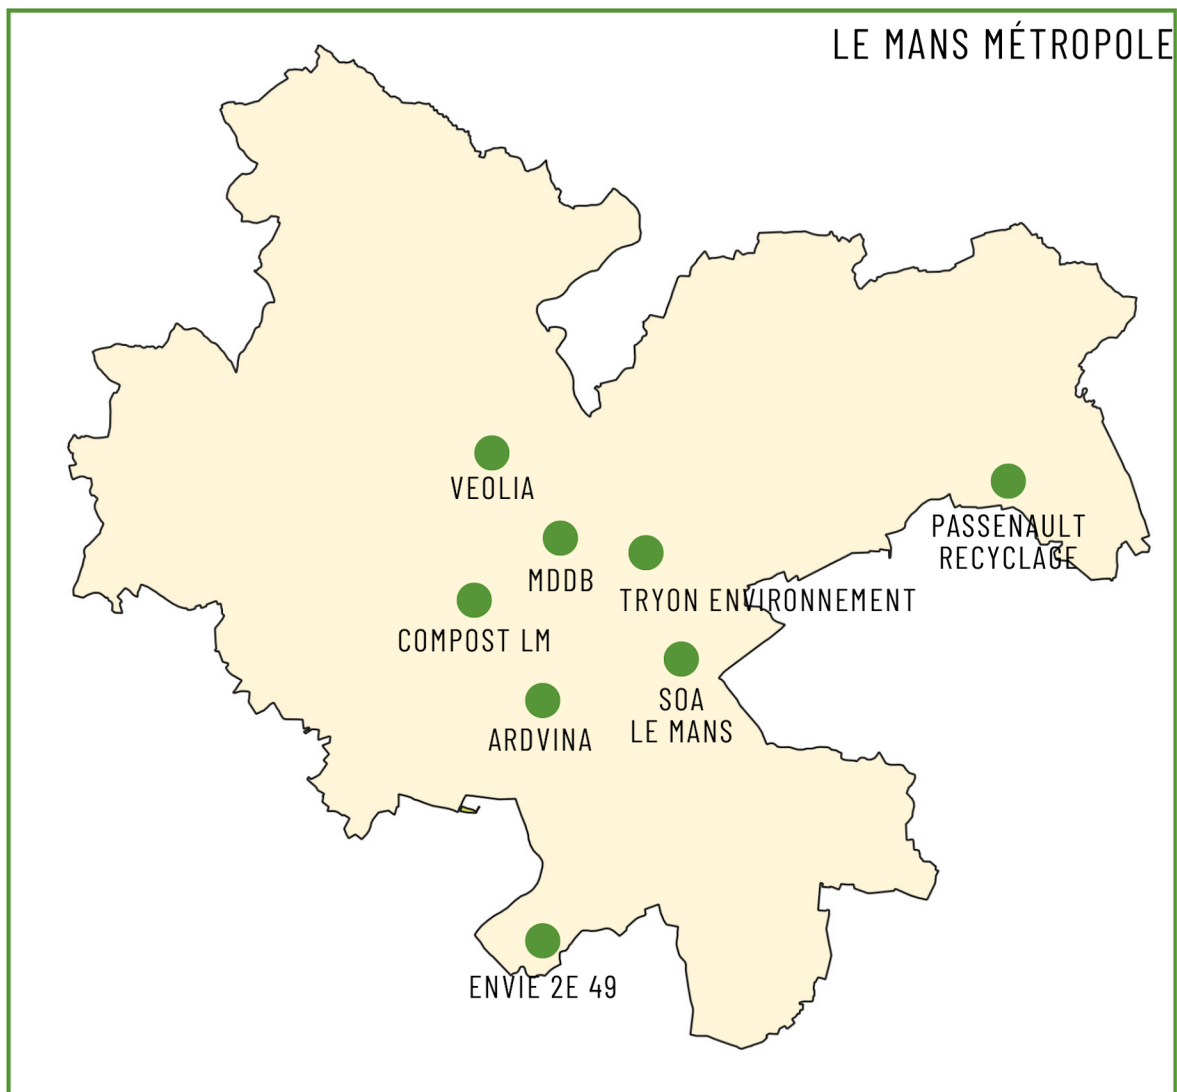 LE MANS MÉTROPOLE
VEOLIA
PASSENAULT
RECYCLAGE
MDDB
TRYON ENVIRONNEMENT
COMPOST LM
SOA
LE MANS
ARDVINA
ENVIE 2E 49